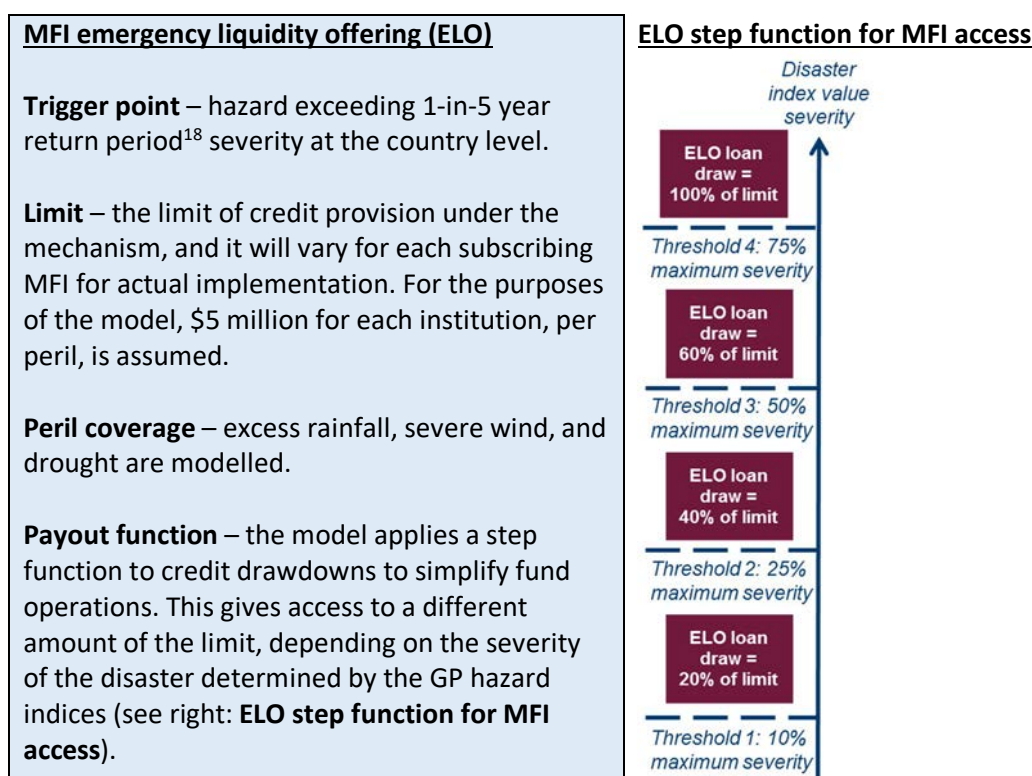 MFI emergency liquidity offering (ELO)
Trigger point – hazard exceeding 1-in-5 year
return period18 severity at the country level.
Limit – the limit of credit provision under the
mechanism, and it will vary for each subscribing
MFI for actual implementation. For the purposes
of the model, $5 million for each institution, per
peril, is assumed.
Peril coverage – excess rainfall, severe wind, and
drought are modelled.
Payout function – the model applies a step
function to credit drawdowns to simplify fund
operations. This gives access to a different
amount of the limit, depending on the severity
of the disaster determined by the GP hazard
indices (see right: ELO step function for MFI
access).
ELO step function for MFI access
Disaster
index value
severity
ELO loan
draw =
100% of limit
Threshold 4: 75%
maximum severity
ELO loan
draw =
60% of limit
Threshold 3: 50%
maximum severity
ELO loan
draw =
40% of limit
Threshold 2: 25%
maximum severity
ELO loan
draw =
20% of limit
Threshold 1: 10%
maximum severity